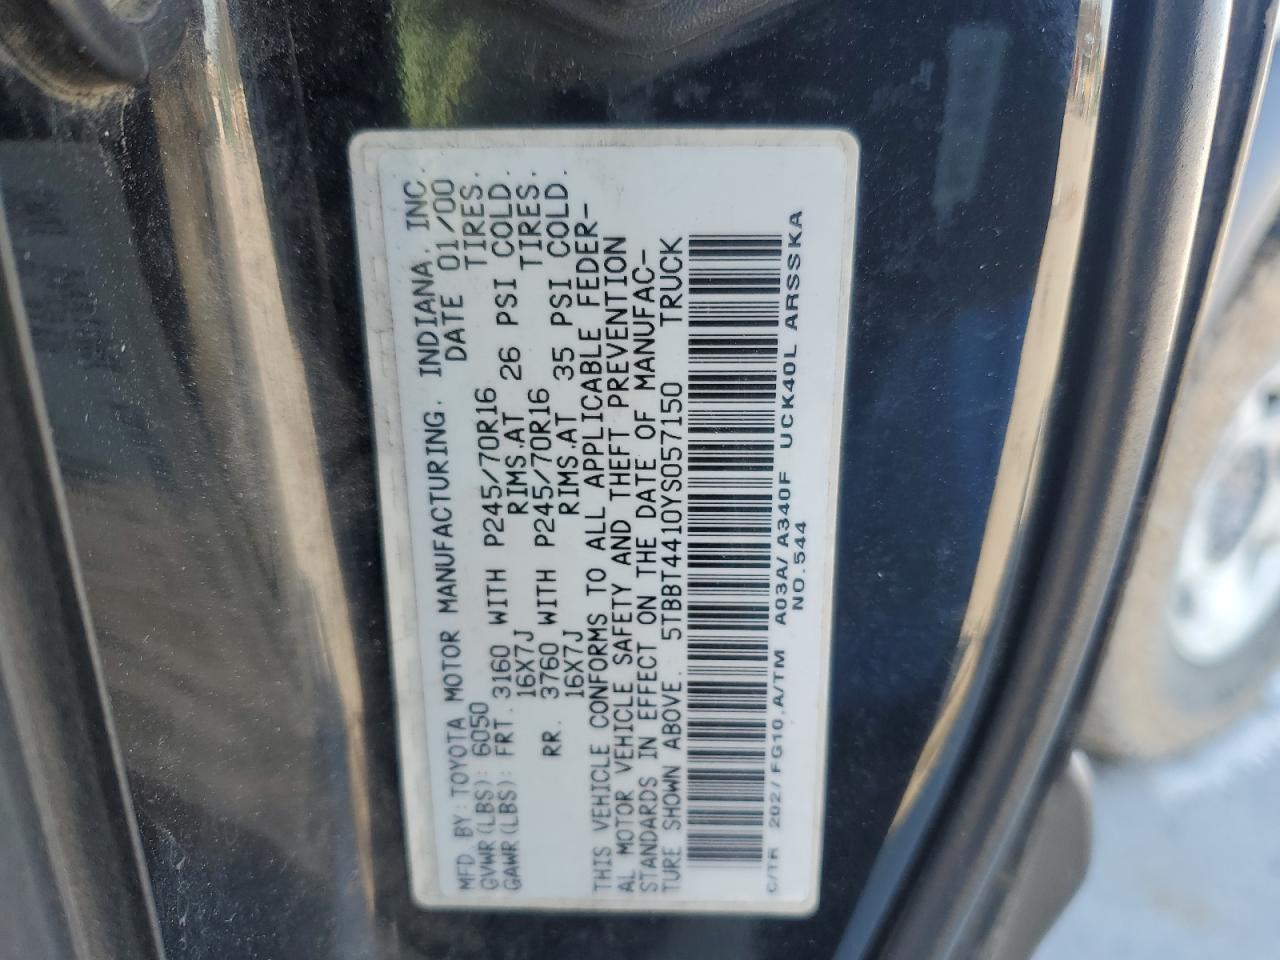 MFD. BY: TOYOTA MOTOR MANUFACTURING. INDIANA. INC
GVWR(LBS): 6050 DATE 01/00
GAWR(LBS): FRT. 3160 WITH P245/70R16 TIRES.
16X7J RIMS.AT 26 PSI COLD.
RR. 3760 WITH P245/70R16 TIRES.
16X7J RIMS.AT 35 PSI COLD.
THIS VEHICLE CONFORMS TO ALL APPLICABLE FEDER-
AL MOTOR VEHICLE SAFETY AND THEFT PREVENTION
STANDARDS IN EFFECT ON THE DATE OF MANUFAC-
TURE SHOWN ABOVE. 5TBBT4410YS057150 TRUCK
C/TR 202/FG10,A/TM A03A/A340F UCK40L ARSSKA
NO.544